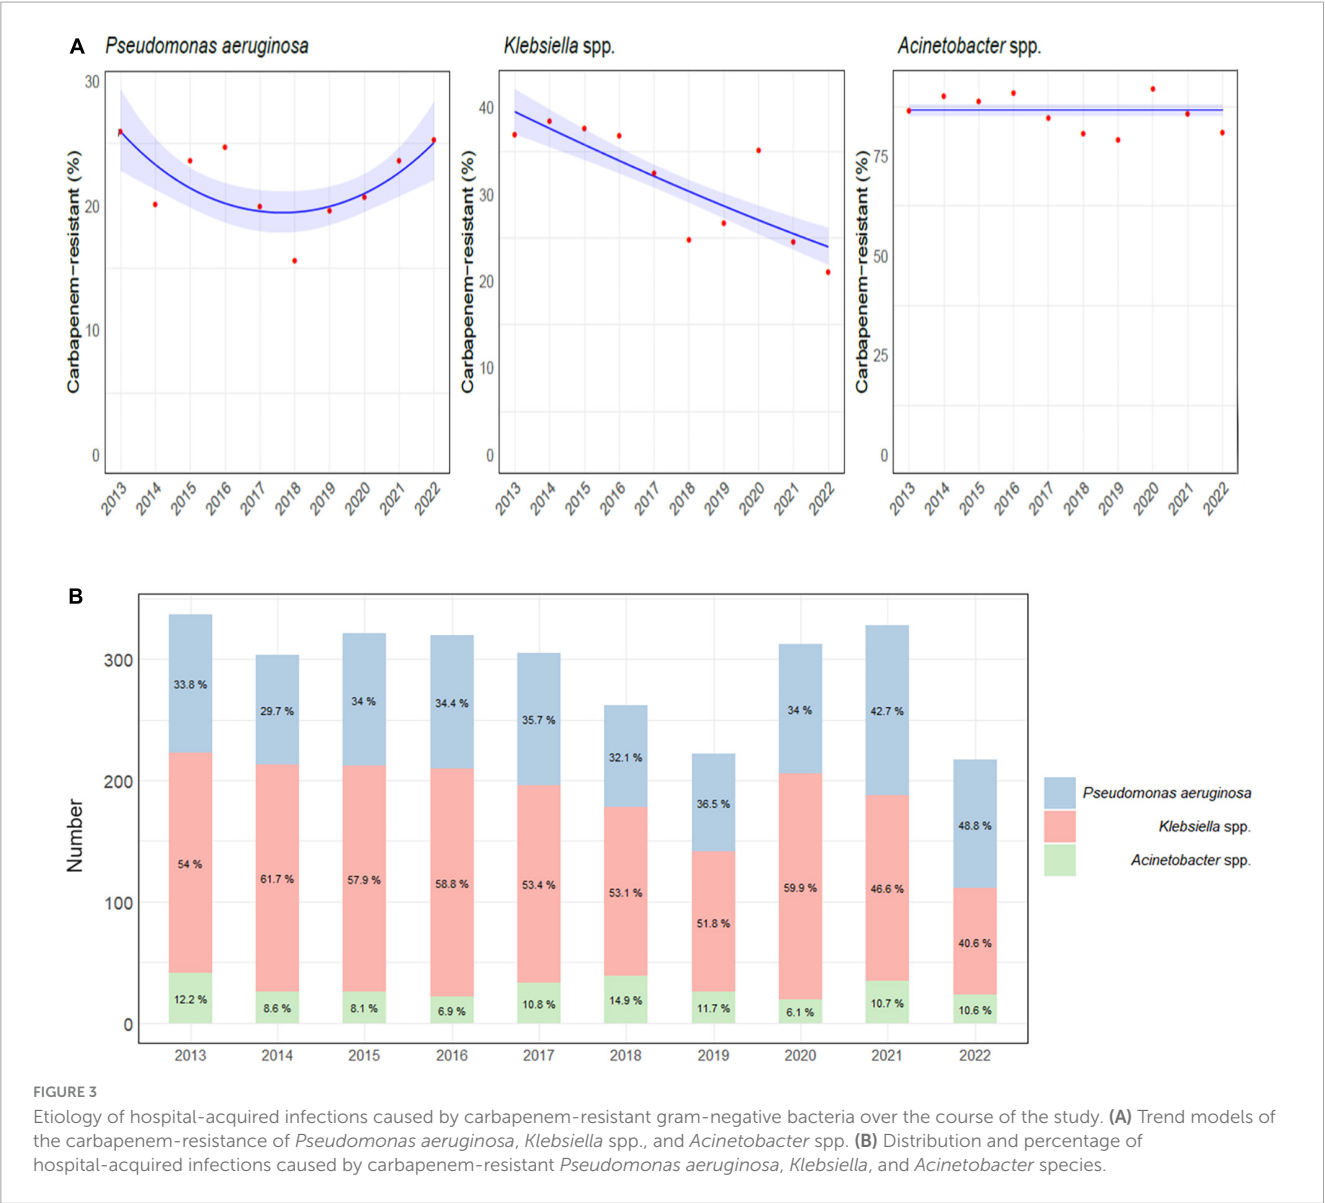 A Pseudomonas aeruginosa
Klebsiella spp.
Acinetobacter spp.
Carbapenem-resistant (%)
30
20
10
0
2013 2014 2015 2016 2017 2018 2019 2020 2021 2022
Carbapenem-resistant (%)
40
30
20
10
0
2013 2014 2015 2016 2017 2018 2019 2020 2021 2022
Carbapenem-resistant (%)
75
50
25
0
2013 2014 2015 2016 2017 2018 2019 2020 2021 2022
B
Number
300
200
100
0
33.8 % 29.7 % 34 % 34.4 % 35.7 % 32.1 % 36.5 % 34 % 42.7 % 48.8 %
54 % 61.7 % 57.9 % 58.8 % 53.4 % 53.1 % 51.8 % 59.9 % 46.6 % 40.6 %
12.2 % 8.6 % 8.1 % 6.9 % 10.8 % 14.9 % 11.7 % 6.1 % 10.7 % 10.6 %
2013 2014 2015 2016 2017 2018 2019 2020 2021 2022
Pseudomonas aeruginosa
Klebsiella spp.
Acinetobacter spp.
FIGURE 3
Etiology of hospital-acquired infections caused by carbapenem-resistant gram-negative bacteria over the course of the study. (A) Trend models of
the carbapenem-resistance of Pseudomonas aeruginosa, Klebsiella spp., and Acinetobacter spp. (B) Distribution and percentage of
hospital-acquired infections caused by carbapenem-resistant Pseudomonas aeruginosa, Klebsiella, and Acinetobacter species.